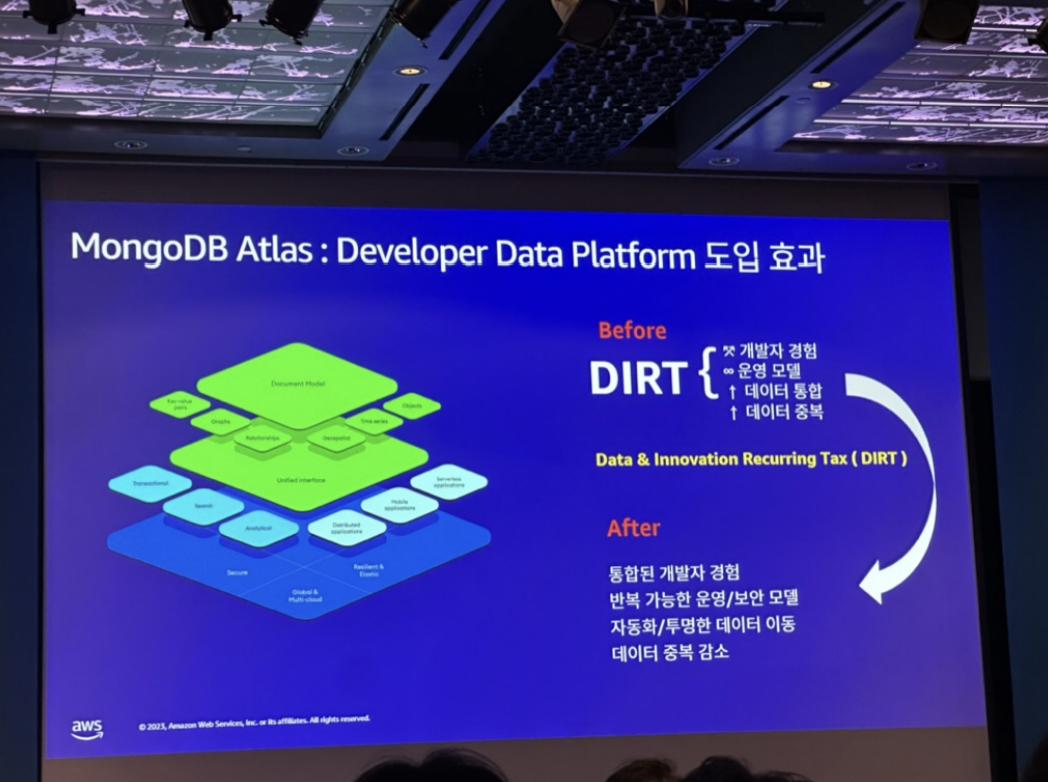 MongoDB Atlas : Developer Data Platform 도입 효과
Document Model
Key-value
pairs
Objects
Graphs
Time-series
Relationships
Geospatial
Unified interface
Transactional
Serverless
applications
Search
Mobile
applications
Analytical
Distributed
applications
Secure
Resilient &
Elastic
Global &
Multi-cloud
Before
DIRT {
⚒ 개발자 경험
∞ 운영 모델
↑ 데이터 통합
↑ 데이터 중복
Data & Innovation Recurring Tax ( DIRT )
After
통합된 개발자 경험
반복 가능한 운영/보안 모델
자동화/투명한 데이터 이동
데이터 중복 감소
aws
© 2023, Amazon Web Services, Inc. or its affiliates. All rights reserved.